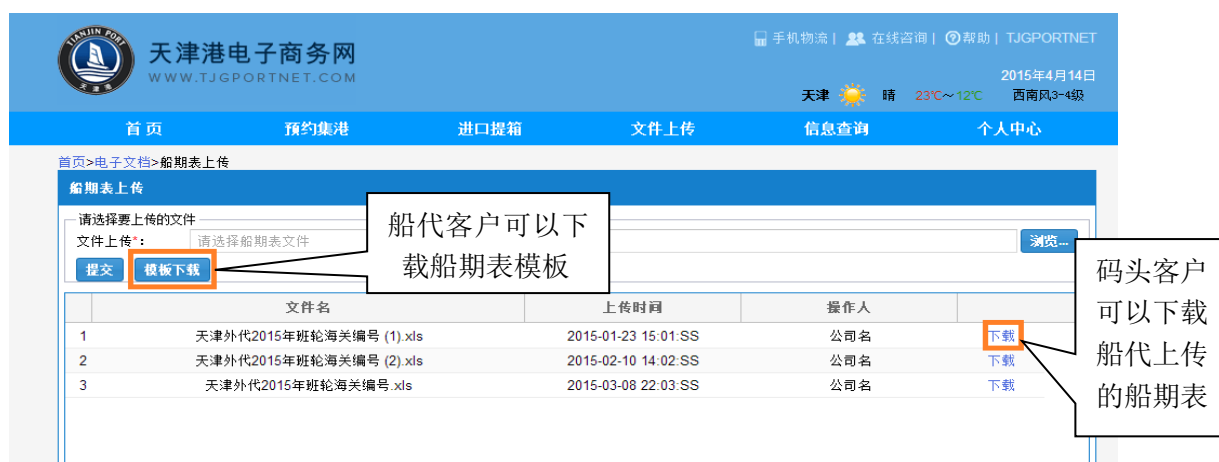 TIANJIN PORT
天津港
天津港电子商务网
WWW.TJGPORTNET.COM
手机物流 | 在线咨询 | 帮助 | TJGPORTNET
2015年4月14日
天津 晴 23℃～12℃ 西南风3-4级
首 页 预约集港 进口提箱 文件上传 信息查询 个人中心
首页>电子文档>船期表上传
船期表上传
请选择要上传的文件
文件上传*： 请选择船期表文件 浏览...
提交 模板下载
船代客户可以下
载船期表模板
文件名 上传时间 操作人
1 天津外代2015年班轮海关编号 (1).xls 2015-01-23 15:01:SS 公司名 下载
2 天津外代2015年班轮海关编号 (2).xls 2015-02-10 14:02:SS 公司名 下载
3 天津外代2015年班轮海关编号.xls 2015-03-08 22:03:SS 公司名 下载
码头客户
可以下载
船代上传
的船期表